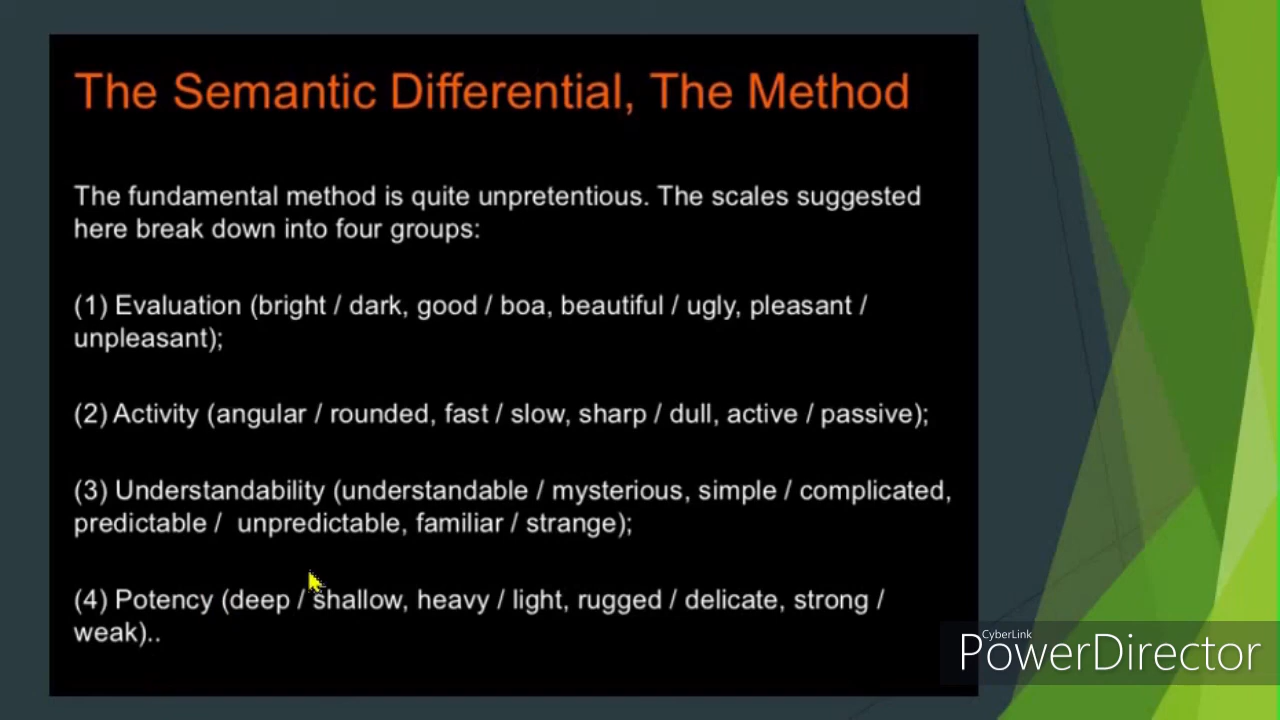 The Semantic Differential, The Method
The fundamental method is quite unpretentious. The scales suggested
here break down into four groups:
(1) Evaluation (bright / dark, good / boa, beautiful / ugly, pleasant /
unpleasant);
(2) Activity (angular / rounded, fast / slow, sharp / dull, active / passive);
(3) Understandability (understandable / mysterious, simple / complicated,
predictable /  unpredictable, familiar / strange);
(4) Potency (deep / shallow, heavy / light, rugged / delicate, strong /
weak)..
CyberLink
PowerDirector